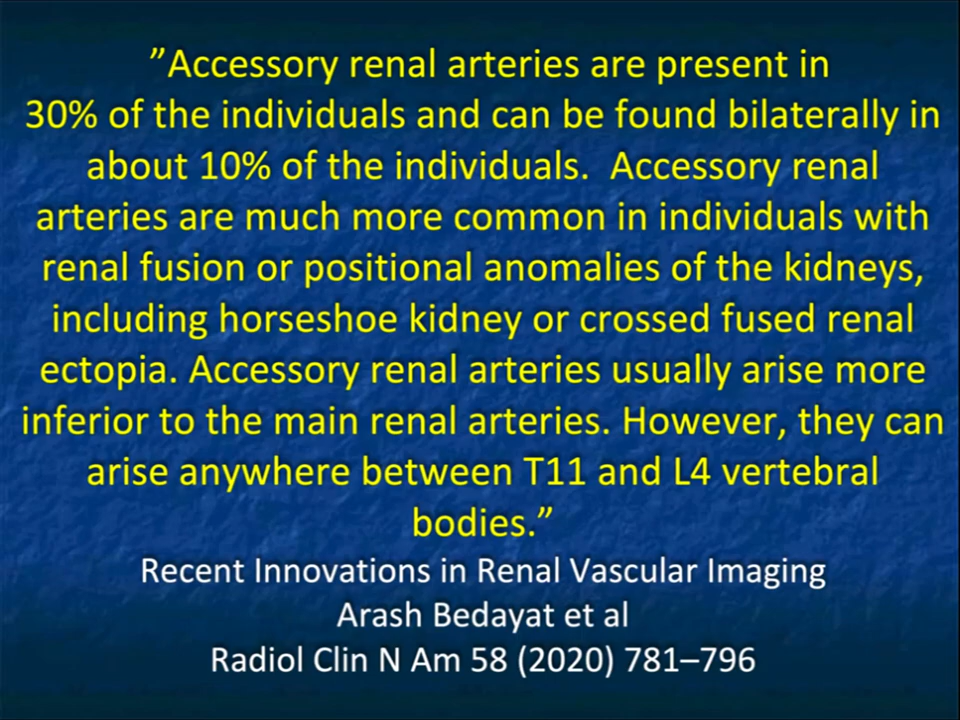 ”Accessory renal arteries are present in
30% of the individuals and can be found bilaterally in
about 10% of the individuals.  Accessory renal
arteries are much more common in individuals with
renal fusion or positional anomalies of the kidneys,
including horseshoe kidney or crossed fused renal
ectopia. Accessory renal arteries usually arise more
inferior to the main renal arteries. However, they can
arise anywhere between T11 and L4 vertebral
bodies.”
Recent Innovations in Renal Vascular Imaging
Arash Bedayat et al
Radiol Clin N Am 58 (2020) 781–796